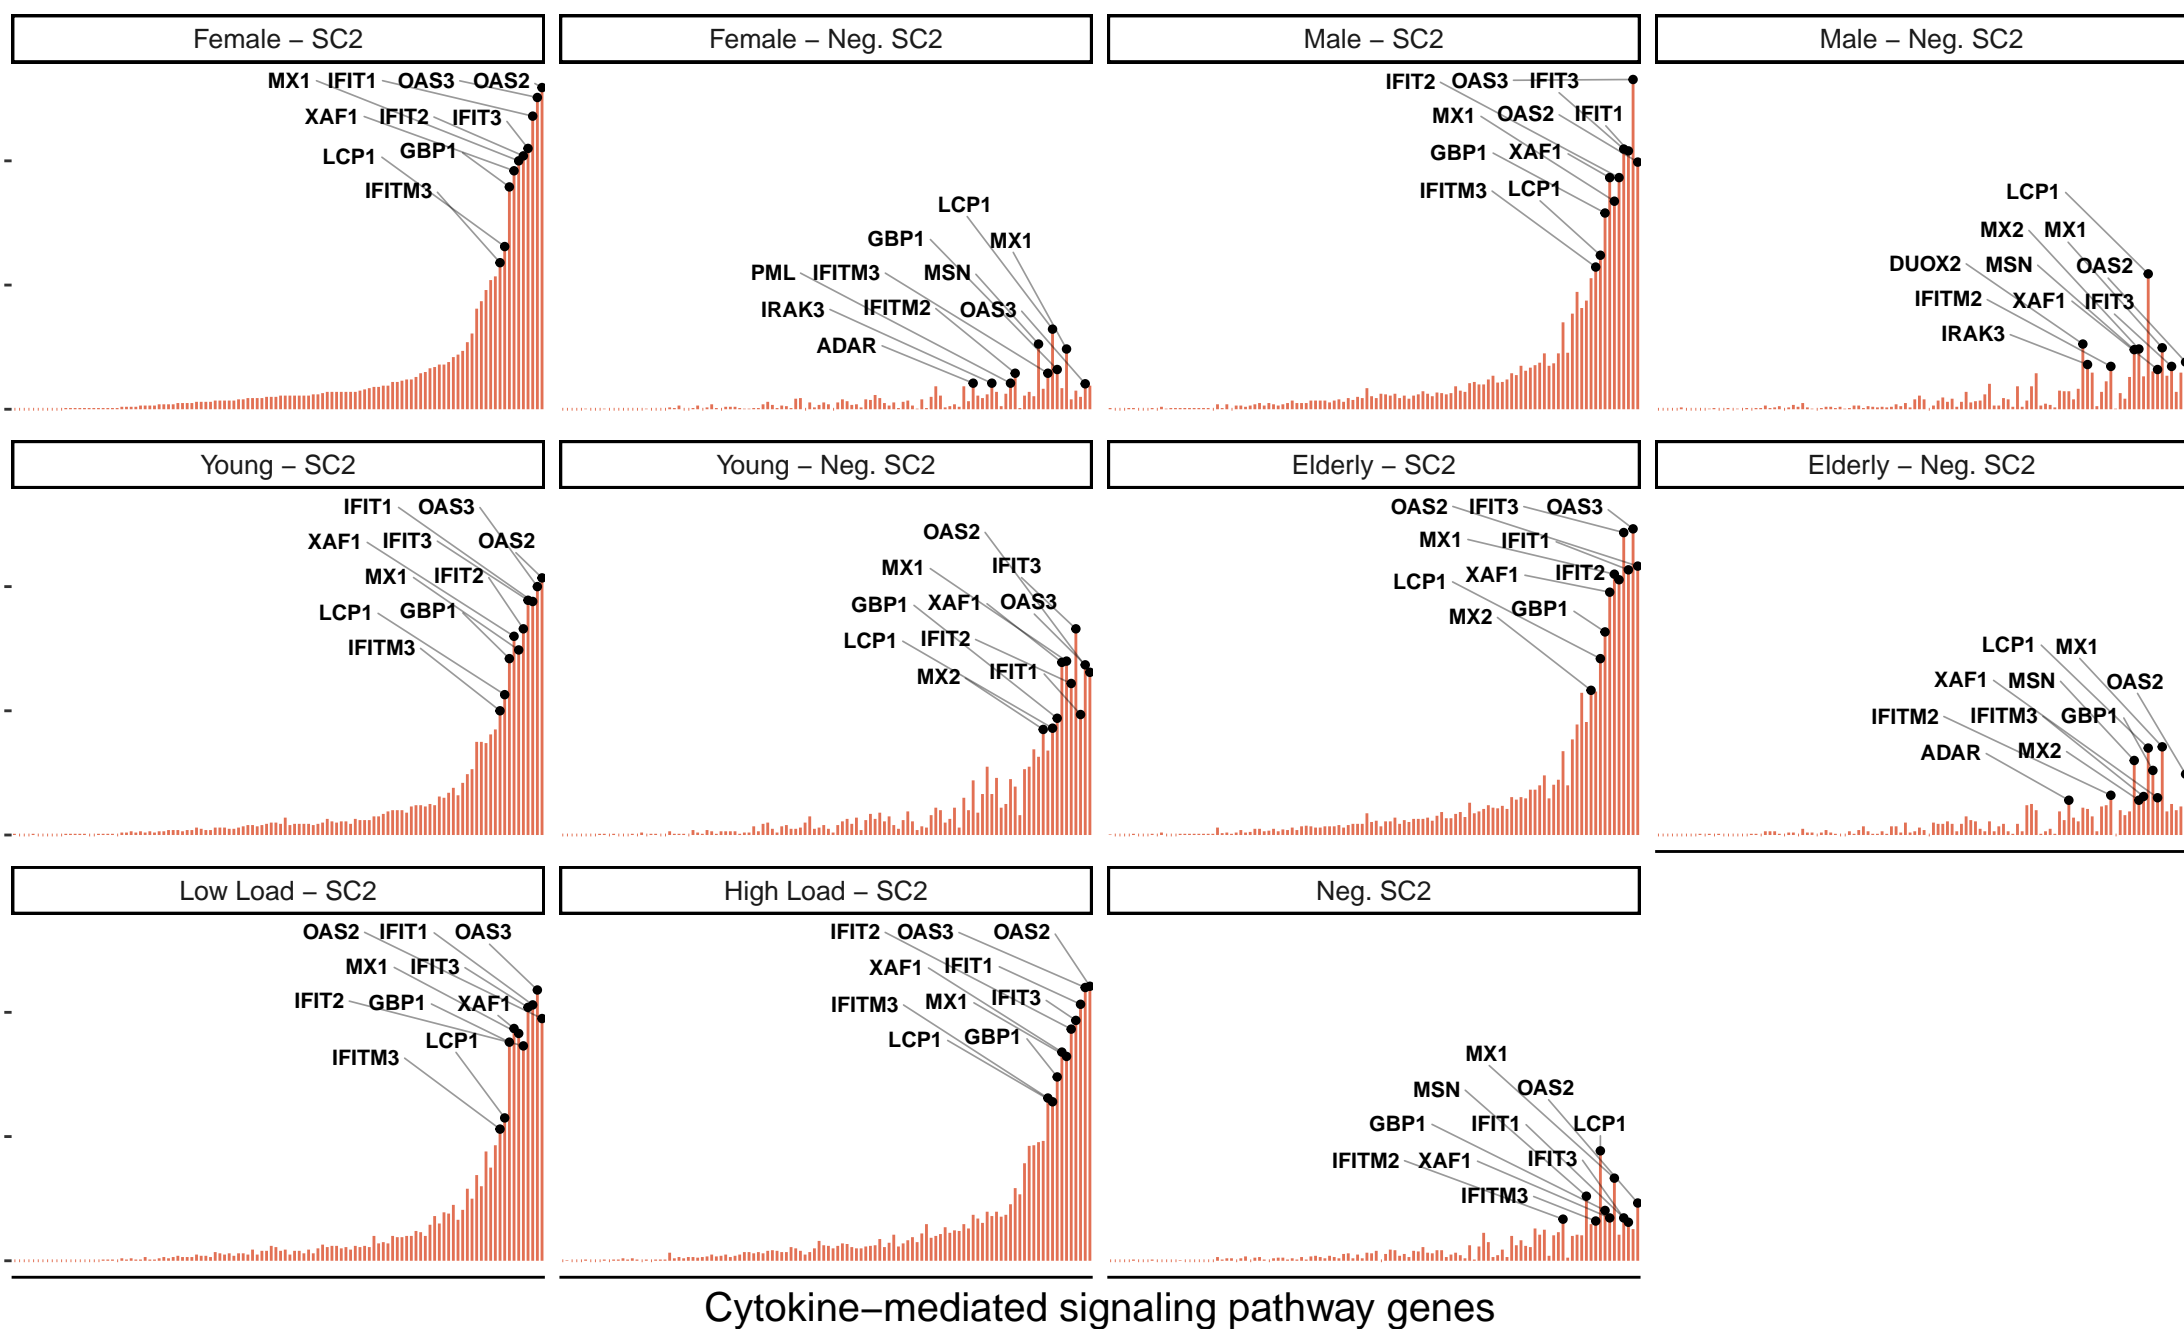 Female – SC2
Female – Neg. SC2
Male – SC2
Male – Neg. SC2
MX1 IFIT1 OAS3 OAS2
XAF1 IFIT2 IFIT3
LCP1 GBP1
IFITM3
LCP1
GBP1 MX1
PML IFITM3 MSN
IRAK3 IFITM2 OAS3
ADAR
IFIT2 OAS3 IFIT3
MX1 OAS2 IFIT1
GBP1 XAF1
IFITM3 LCP1
LCP1
MX2 MX1
DUOX2 MSN OAS2
IFITM2 XAF1 IFIT3
IRAK3
Young – SC2
Young – Neg. SC2
Elderly – SC2
Elderly – Neg. SC2
IFIT1 OAS3
XAF1 IFIT3 OAS2
MX1 IFIT2
LCP1 GBP1
IFITM3
OAS2
MX1 IFIT3
GBP1 XAF1 OAS3
LCP1 IFIT2
MX2 IFIT1
OAS2 IFIT3 OAS3
MX1 IFIT1
LCP1 XAF1 IFIT2
MX2 GBP1
LCP1 MX1
XAF1 MSN OAS2
IFITM2 IFITM3 GBP1
ADAR MX2
Low Load – SC2
High Load – SC2
Neg. SC2
OAS2 IFIT1 OAS3
MX1 IFIT3
IFIT2 GBP1 XAF1
LCP1
IFITM3
IFIT2 OAS3 OAS2
XAF1 IFIT1
IFITM3 MX1 IFIT3
LCP1 GBP1
MX1
MSN OAS2
GBP1 IFIT1 LCP1
IFITM2 XAF1 IFIT3
IFITM3
Cytokine–mediated signaling pathway genes